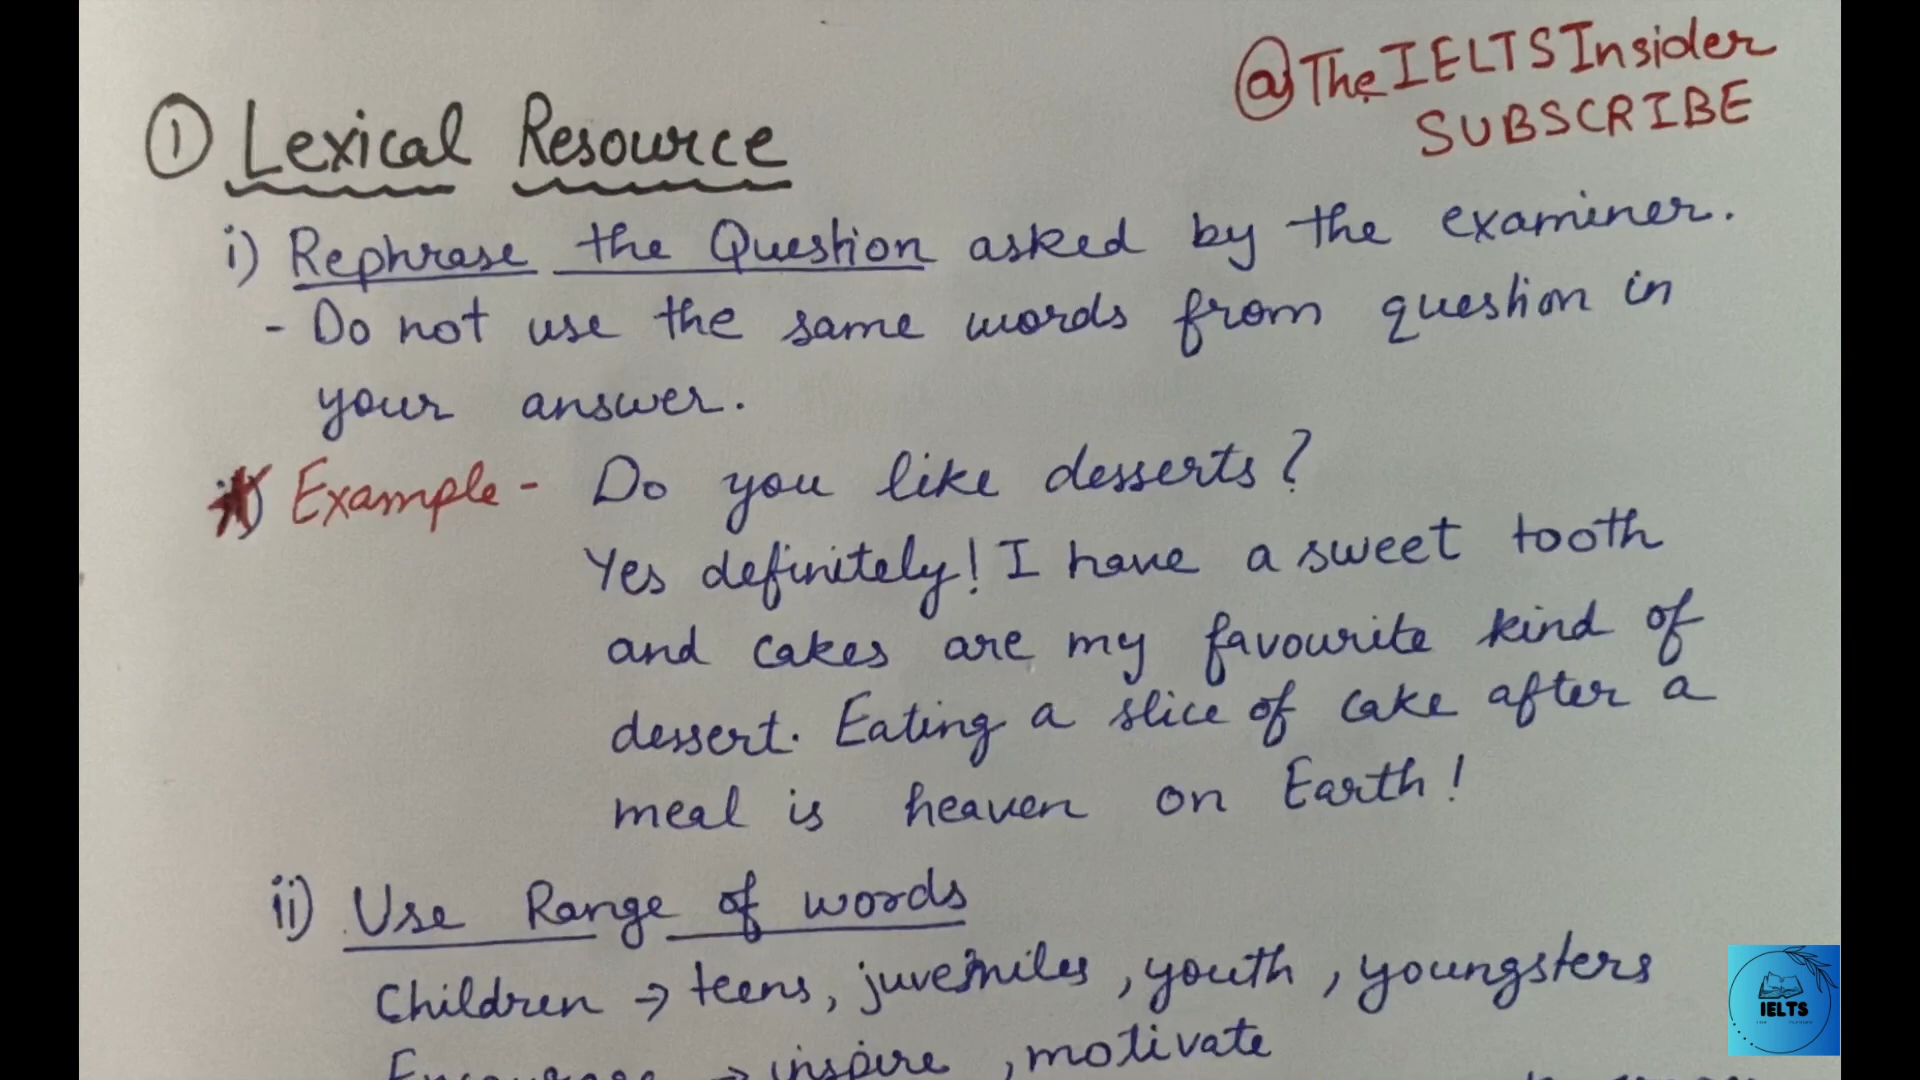 @TheIELTSInsider
SUBSCRIBE
① Lexical Resource
i) Rephrase the Question asked by the examiner.
- Do not use the same words from question in
your answer.
Example - Do you like desserts?
Yes definitely! I have a sweet tooth
and cakes are my favourite kind of
dessert. Eating a slice of cake after a
meal is heaven on Earth!
ii) Use Range of words
Children → teens, juveniles, youth, youngsters
Encourage → inspire, motivate
IELTS